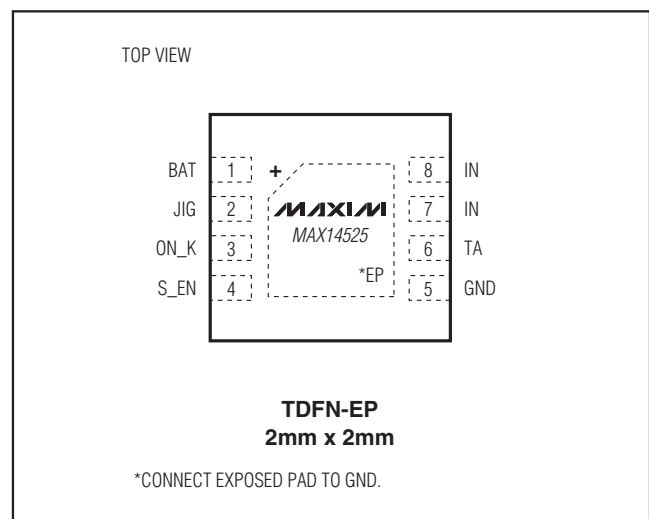 TOP VIEW
BAT 1 + 8 IN
JIG 2 MAXIM 7 IN
ON_K 3 MAX14525 6 TA
S_EN 4 *EP 5 GND
TDFN-EP
2mm x 2mm
*CONNECT EXPOSED PAD TO GND.